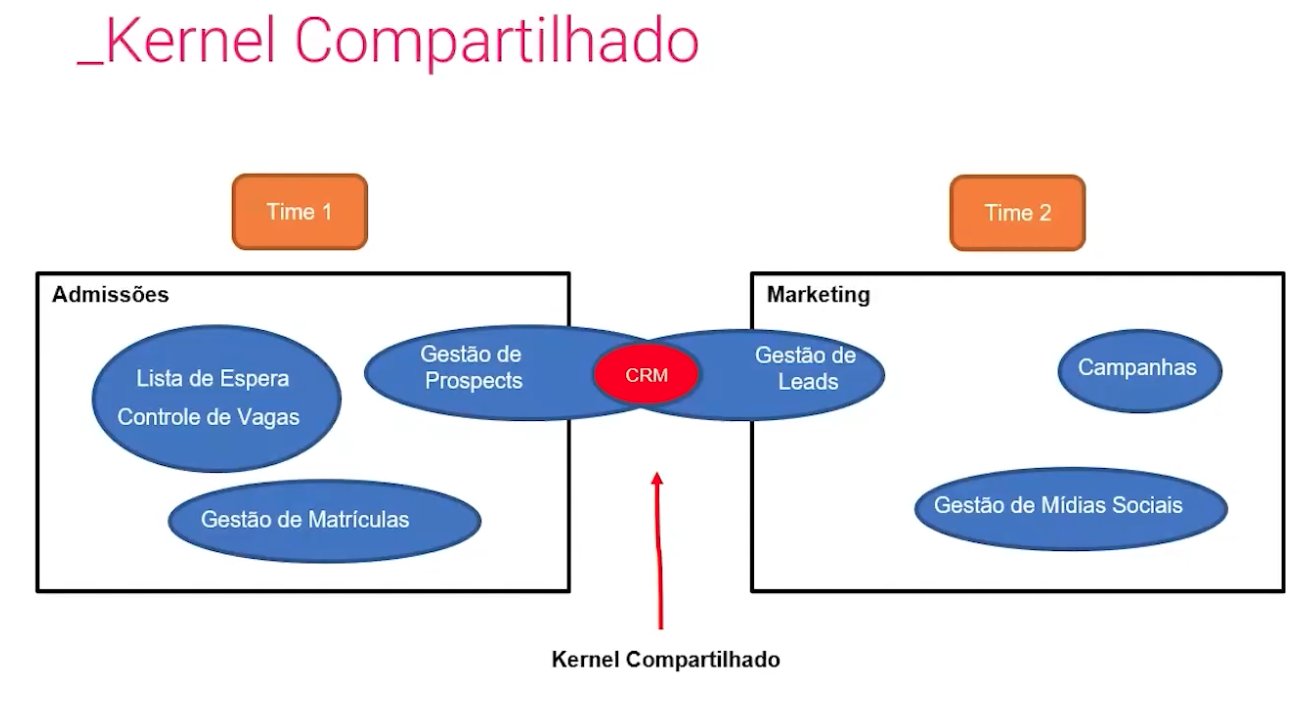 _Kernel Compartilhado
Time 1
Time 2
Admissões
Marketing
Lista de Espera
Controle de Vagas
Gestão de
Prospects
CRM
Gestão de
Leads
Campanhas
Gestão de Matrículas
Gestão de Mídias Sociais
Kernel Compartilhado